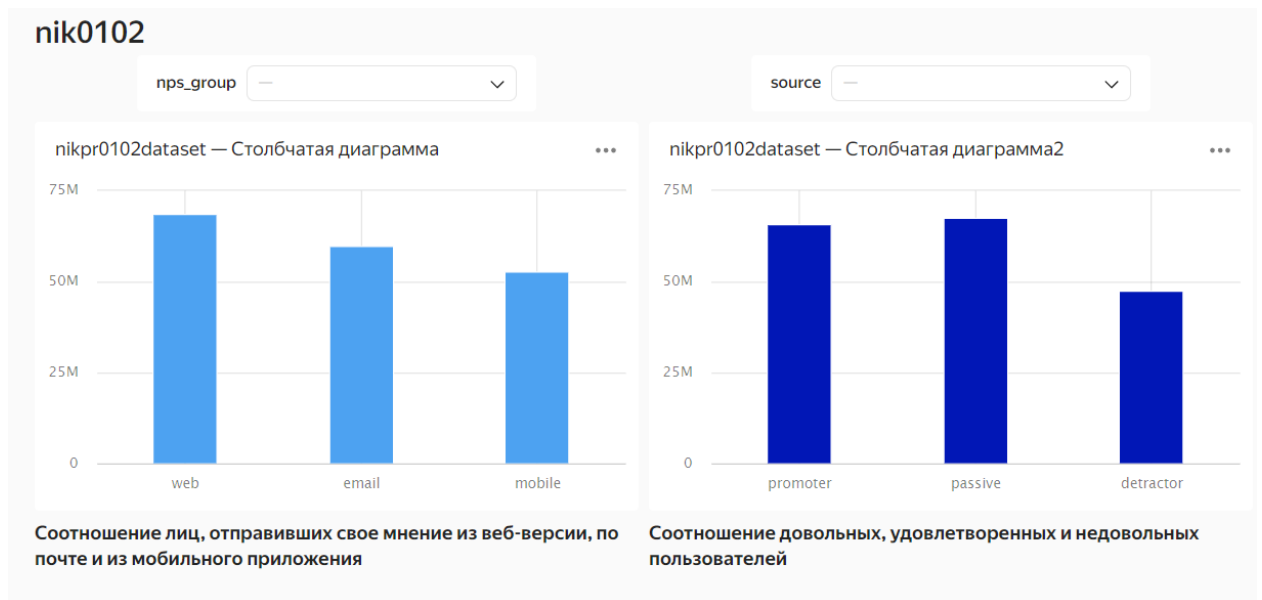 nik0102
nps_group —
source —
nikpr0102dataset — Столбчатая диаграмма
75M
50M
25M
0
web email mobile
Соотношение лиц, отправивших свое мнение из веб-версии, по
почте и из мобильного приложения
nikpr0102dataset — Столбчатая диаграмма2
75M
50M
25M
0
promoter passive detractor
Соотношение довольных, удовлетворенных и недовольных
пользователей